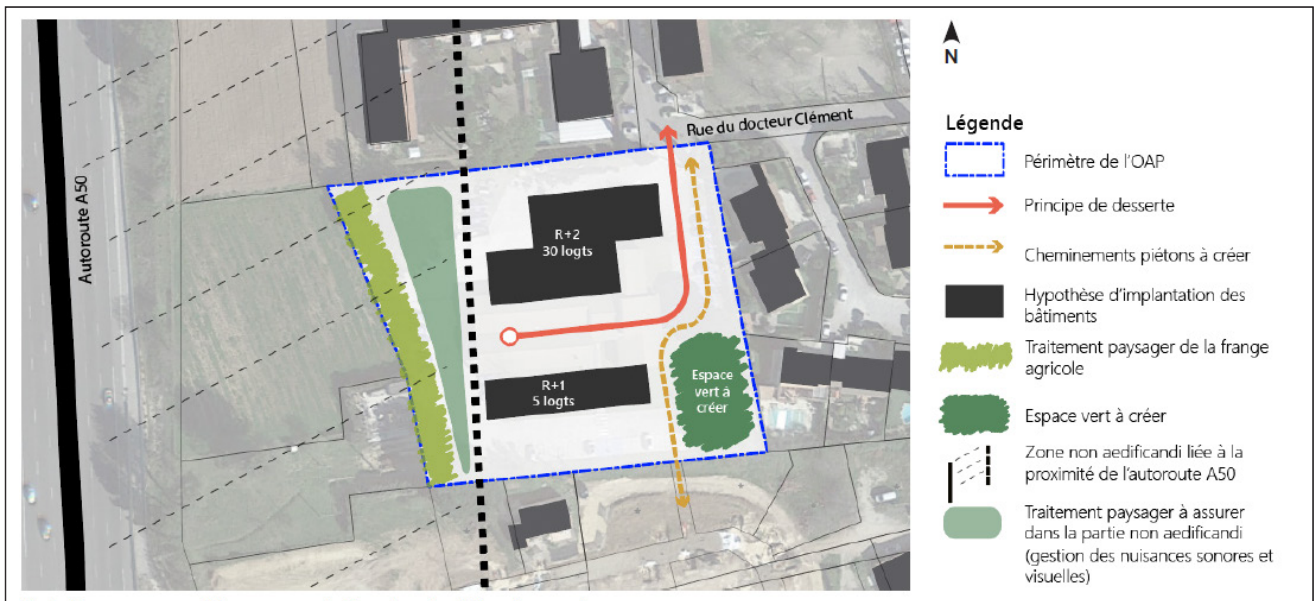 Autoroute A50
Rue du docteur Clément
R+2
30 logts
R+1
5 logts
Espace
vert à
créer
N
Légende
Périmètre de l'OAP
Principe de desserte
Cheminements piétons à créer
Hypothèse d'implantation des
bâtiments
Traitement paysager de la frange
agricole
Espace vert à créer
Zone non aedificandi liée à la
proximité de l'autoroute A50
Traitement paysager à assurer
dans la partie non aedificandi
(gestion des nuisances sonores et
visuelles)